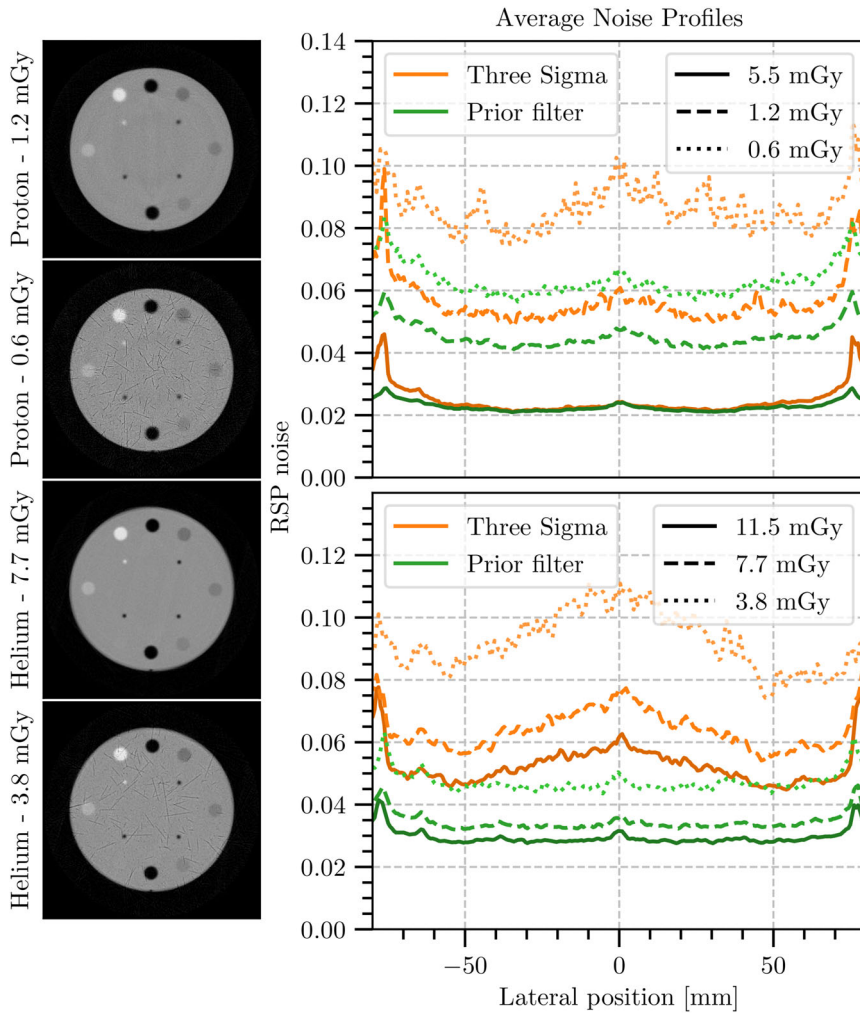 Proton - 1.2 mGy
Proton - 0.6 mGy
Helium - 7.7 mGy
Helium - 3.8 mGy
Average Noise Profiles
RSP noise
0.14
0.12
0.10
0.08
0.06
0.04
0.02
0.00
Three Sigma
Prior filter
5.5 mGy
1.2 mGy
0.6 mGy
0.12
0.10
0.08
0.06
0.04
0.02
0.00
Three Sigma
Prior filter
11.5 mGy
7.7 mGy
3.8 mGy
−50 0 50
Lateral position [mm]